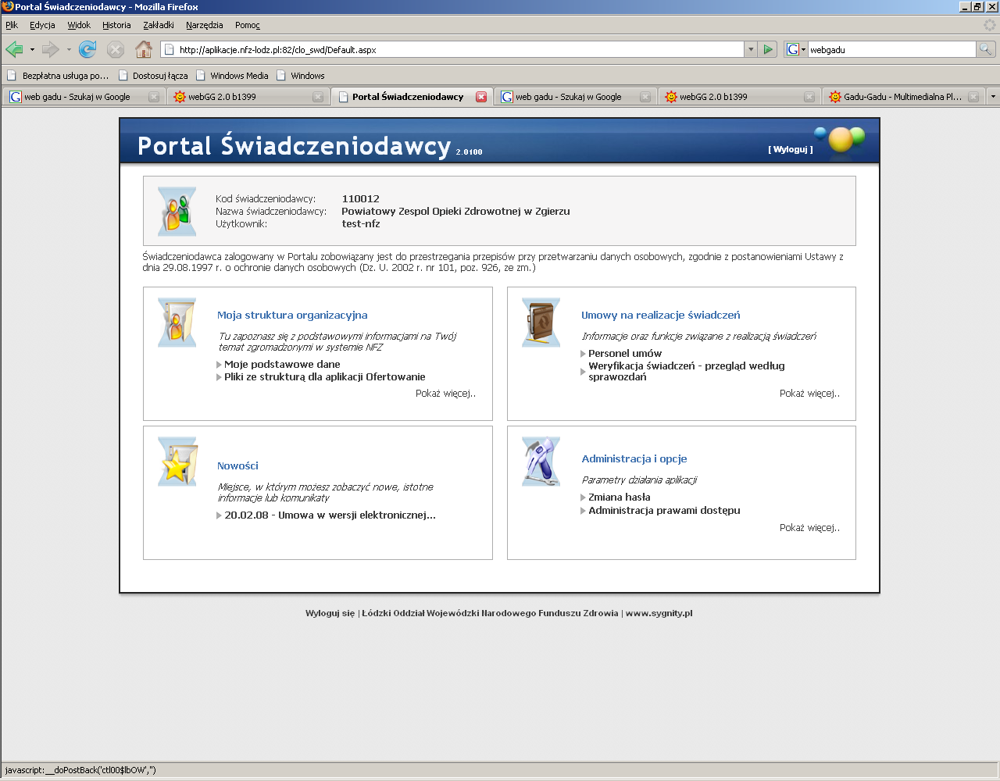 Portal Świadczeniodawcy - Mozilla Firefox
Plik Edycja Widok Historia Zakładki Narzędzia Pomoc
http://aplikacje.nfz-lodz.pl:82/clo_swd/Default.aspx
webgadu
Bezpłatna usługa po... Dostosuj łącza Windows Media Windows
web gadu - Szukaj w Google
webGG 2.0 b1399
Portal Świadczeniodawcy
web gadu - Szukaj w Google
webGG 2.0 b1399
Gadu-Gadu - Multimedialna Pl...
Portal Świadczeniodawcy 2.0100
[ Wyloguj ]
Kod świadczeniodawcy: 110012
Nazwa świadczeniodawcy: Powiatowy Zespol Opieki Zdrowotnej w Zgierzu
Użytkownik: test-nfz
Świadczeniodawca zalogowany w Portalu zobowiązany jest do przestrzegania przepisów przy przetwarzaniu danych osobowych, zgodnie z postanowieniami Ustawy z
dnia 29.08.1997 r. o ochronie danych osobowych (Dz. U. 2002 r. nr 101, poz. 926, ze zm.)
Moja struktura organizacyjna
Tu zapoznasz się z podstawowymi informacjami na Twój
temat zgromadzonymi w systemie NFZ
Moje podstawowe dane
Pliki ze strukturą dla aplikacji Ofertowanie
Pokaż więcej..
Umowy na realizacje świadczeń
Informacje oraz funkcje związane z realizacją świadczeń
Personel umów
Weryfikacja świadczeń - przegląd według
sprawozdań
Pokaż więcej..
Nowości
Miejsce, w którym możesz zobaczyć nowe, istotne
informacje lub komunikaty
20.02.08 - Umowa w wersji elektronicznej...
Administracja i opcje
Parametry działania aplikacji
Zmiana hasła
Administracja prawami dostępu
Pokaż więcej..
Wyloguj się | Łódzki Oddział Wojewódzki Narodowego Funduszu Zdrowia | www.sygnity.pl
javascript:__doPostBack('ctl00$lbOW','')